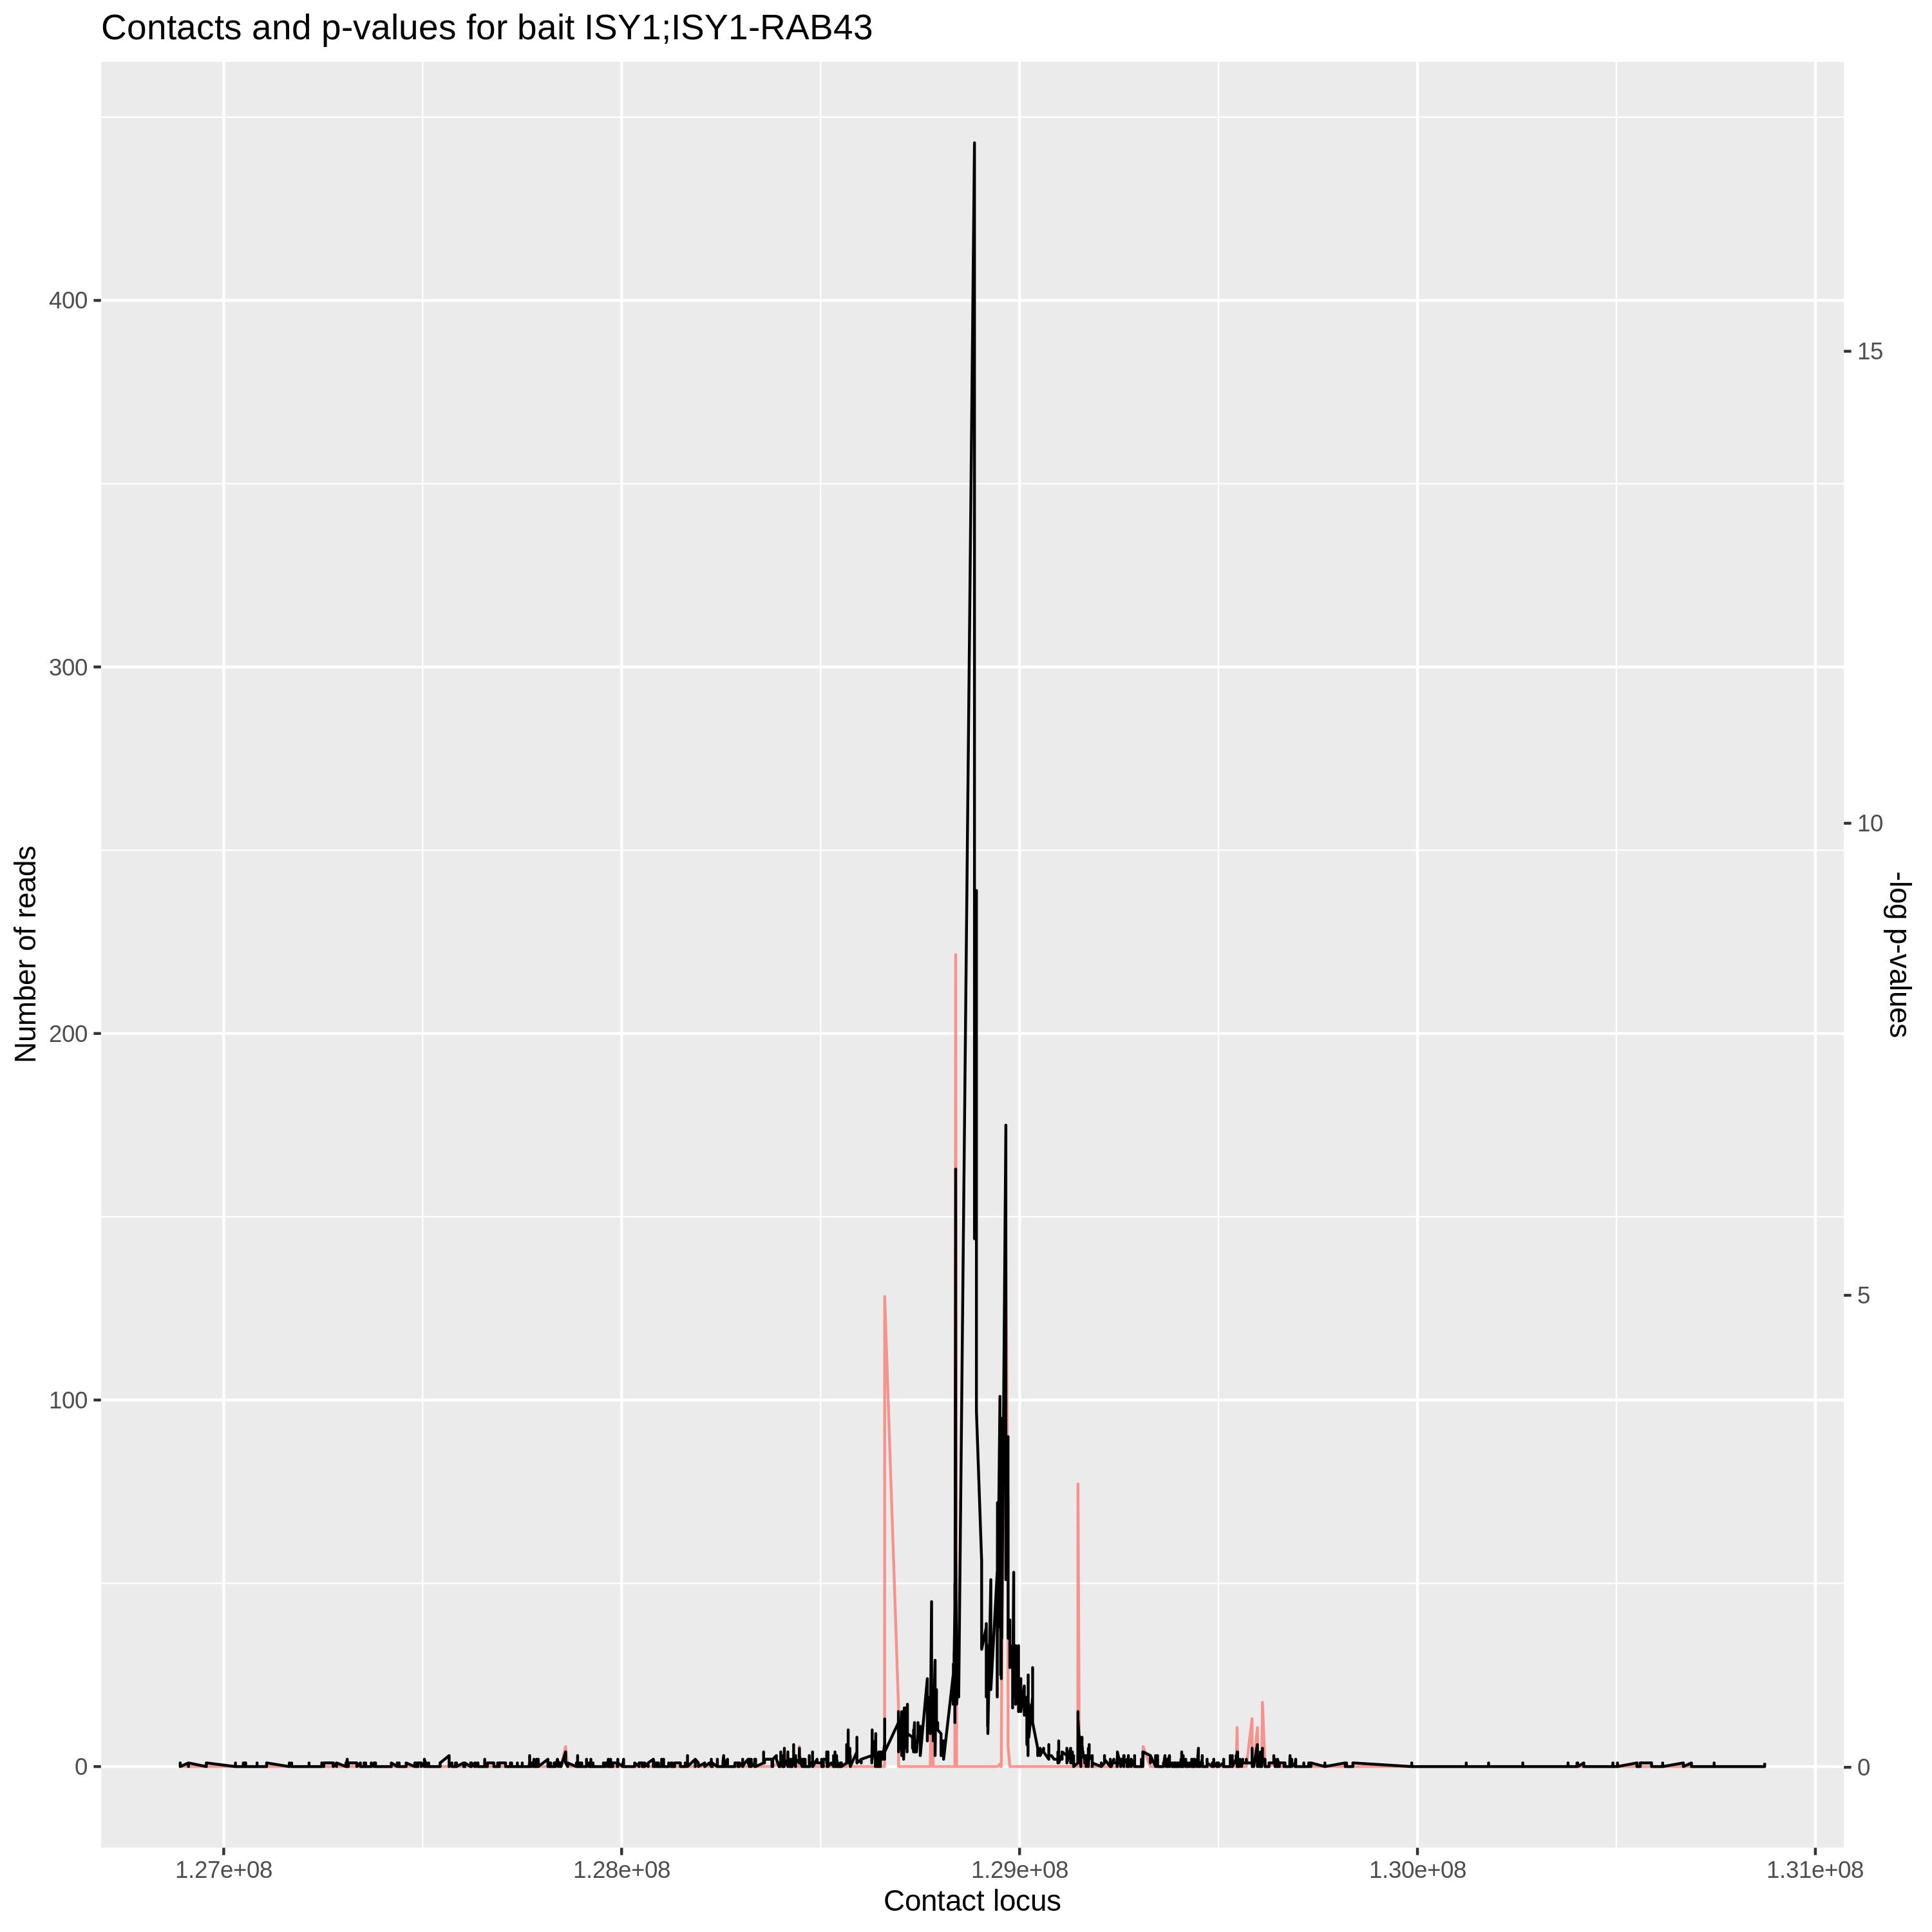 Contacts and p-values for bait ISY1;ISY1-RAB43
Number of reads
400
300
200
100
0
15
10
5
0
-log p-values
1.27e+08
1.28e+08
1.29e+08
1.30e+08
1.31e+08
Contact locus